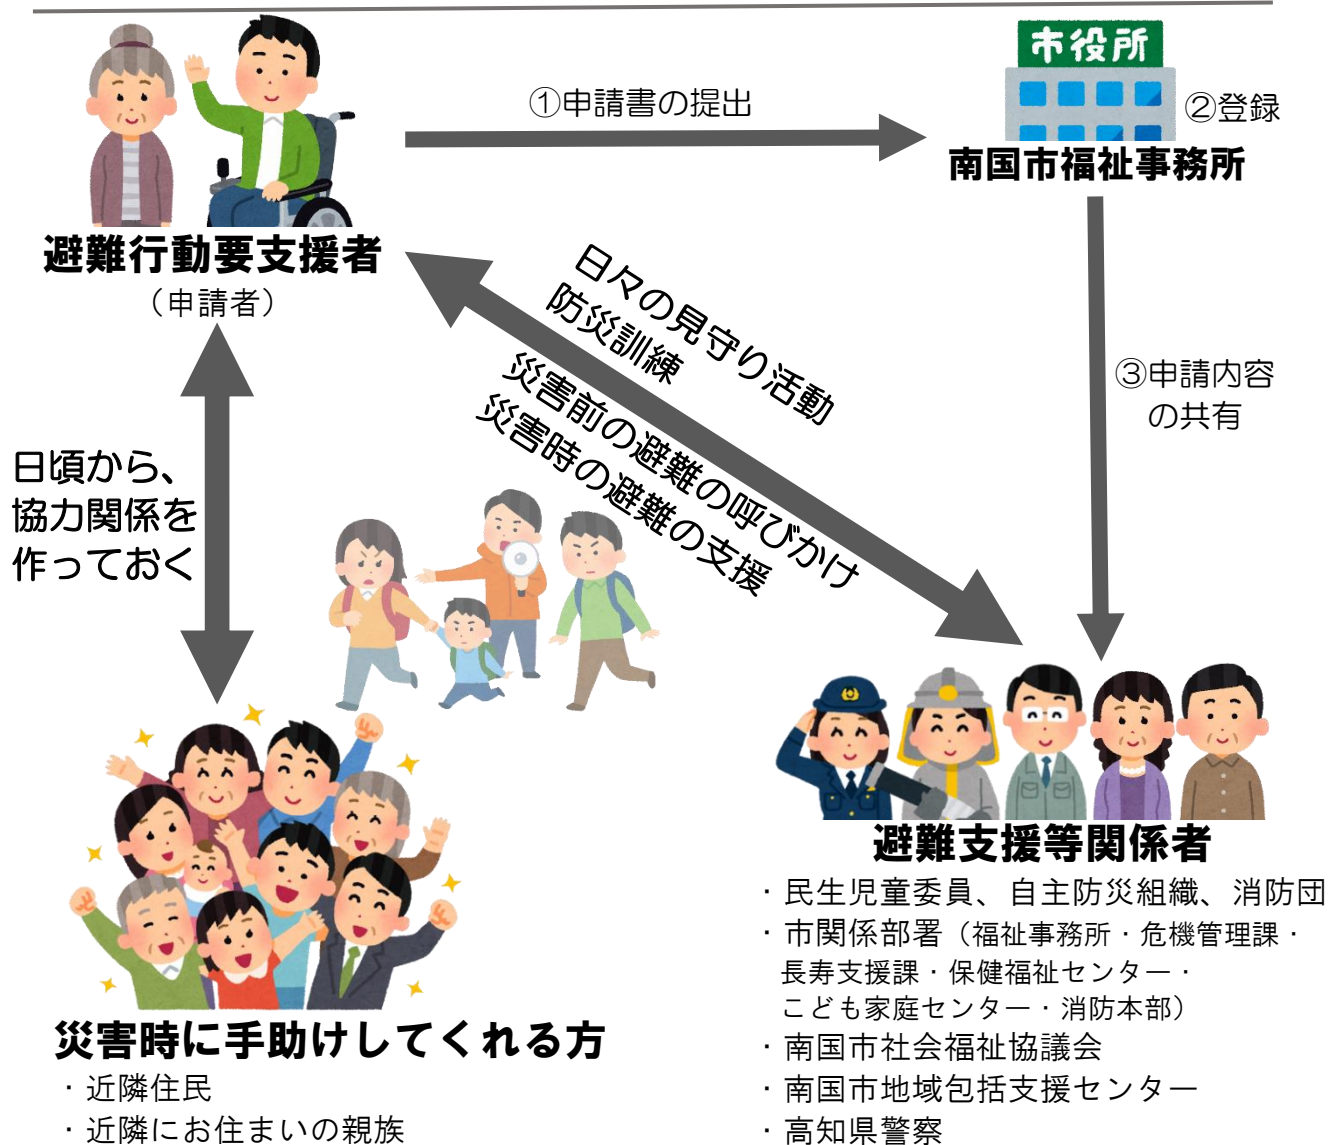 市役所
①申請書の提出
②登録
南国市福祉事務所
避難行動要支援者
（申請者）
日々の見守り活動
防災訓練
災害前の避難の呼びかけ
災害時の避難の支援
③申請内容
の共有
日頃から、
協力関係を
作っておく
災害時に手助けしてくれる方
・近隣住民
・近隣にお住まいの親族
避難支援等関係者
・民生児童委員、自主防災組織、消防団
・市関係部署（福祉事務所・危機管理課・
長寿支援課・保健福祉センター・
こども家庭センター・消防本部）
・南国市社会福祉協議会
・南国市地域包括支援センター
・高知県警察